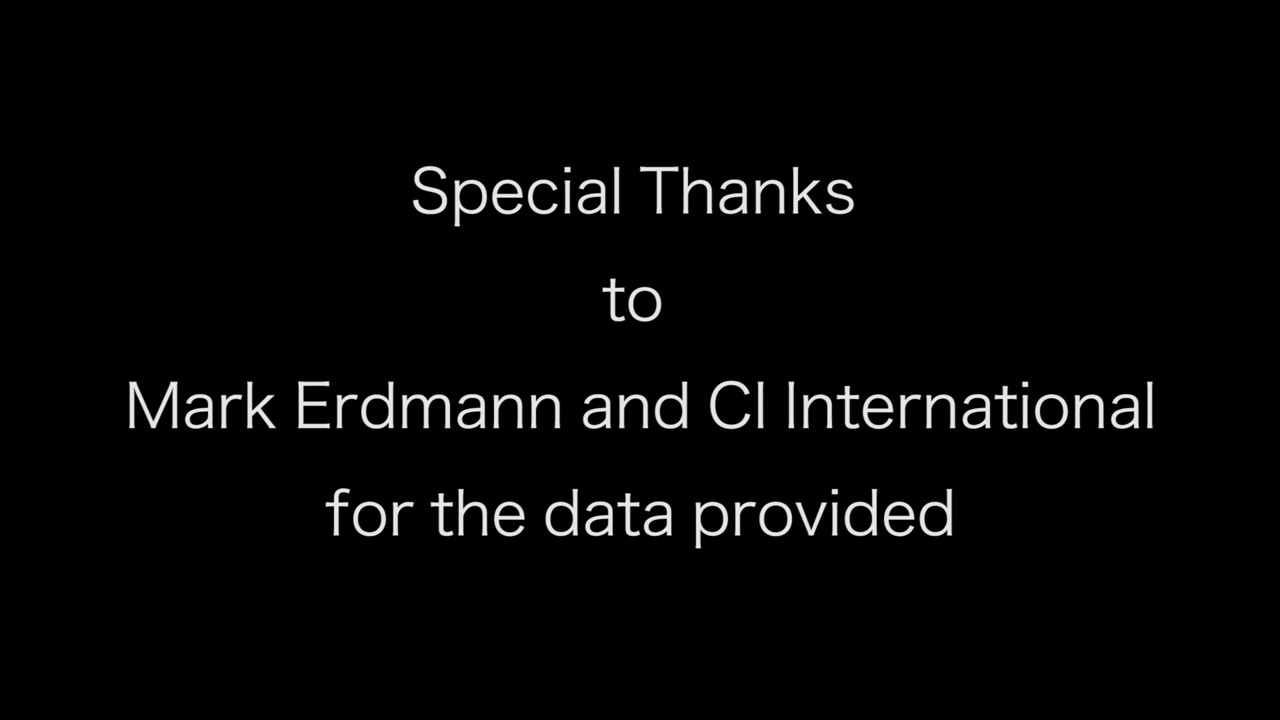 Special Thanks
to
Mark Erdmann and CI International
for the data provided